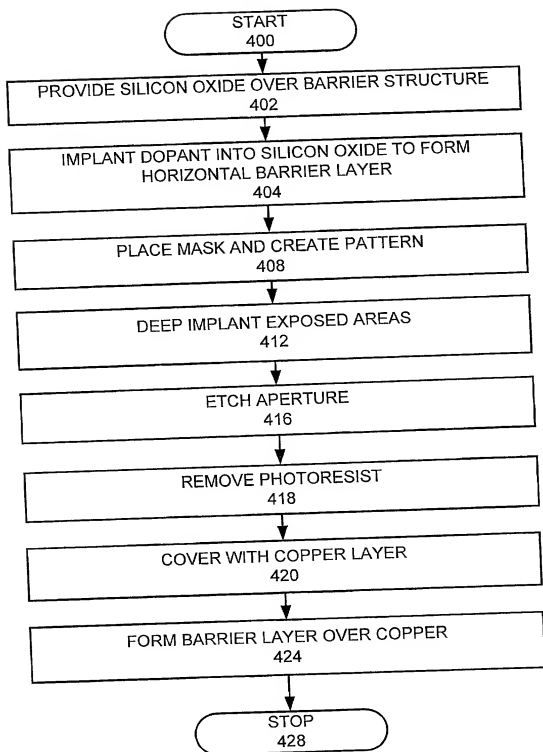 START
400
PROVIDE SILICON OXIDE OVER BARRIER STRUCTURE
402
IMPLANT DOPANT INTO SILICON OXIDE TO FORM
HORIZONTAL BARRIER LAYER
404
PLACE MASK AND CREATE PATTERN
408
DEEP IMPLANT EXPOSED AREAS
412
ETCH APERTURE
416
REMOVE PHOTORESIST
418
COVER WITH COPPER LAYER
420
FORM BARRIER LAYER OVER COPPER
424
STOP
428